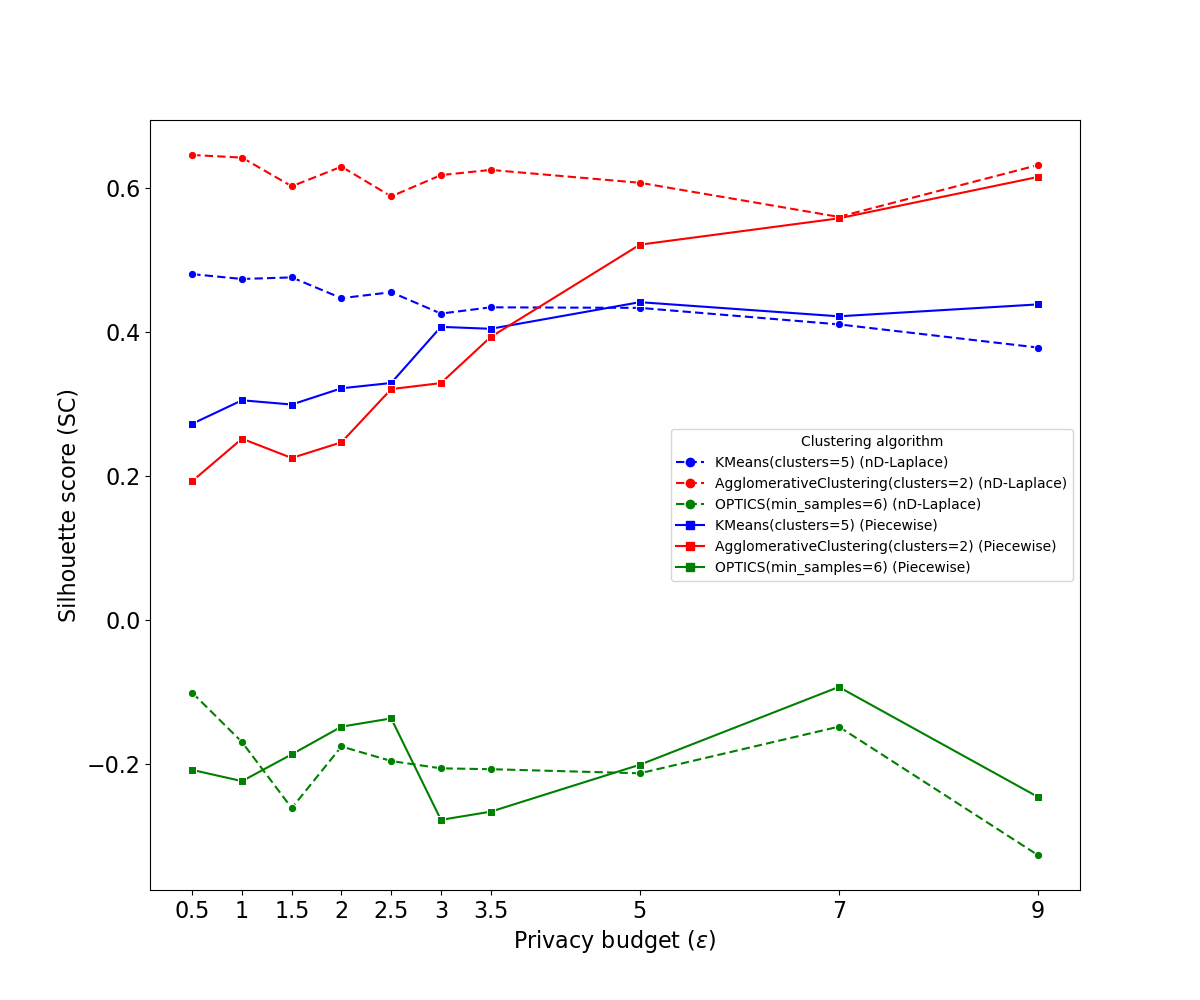 0.6
0.4
0.2
0.0
−0.2
Silhouette score (SC)
Clustering algorithm
KMeans(clusters=5) (nD-Laplace)
AgglomerativeClustering(clusters=2) (nD-Laplace)
OPTICS(min_samples=6) (nD-Laplace)
KMeans(clusters=5) (Piecewise)
AgglomerativeClustering(clusters=2) (Piecewise)
OPTICS(min_samples=6) (Piecewise)
0.5 1 1.5 2 2.5 3 3.5 5 7 9
Privacy budget (ε)